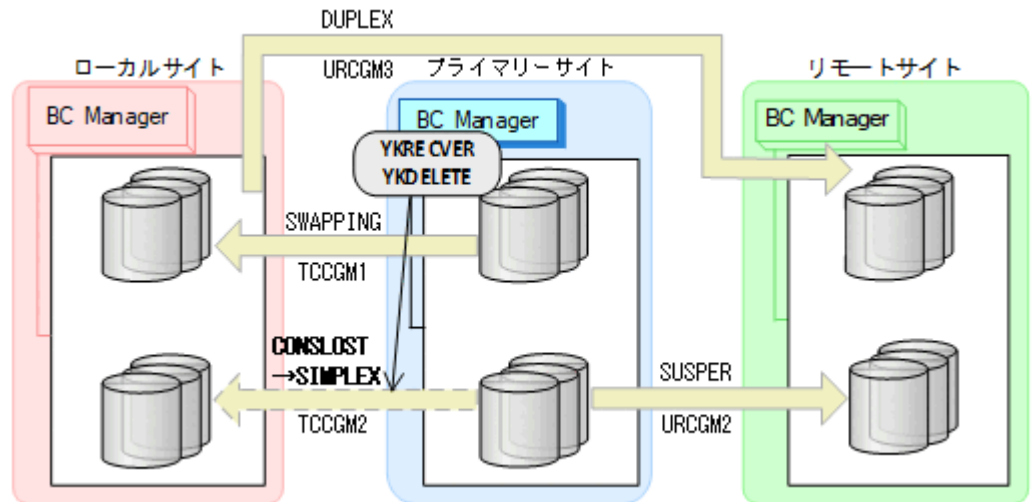 DUPLEX
ローカルサイト
URCGM3
プライマリーサイト
リモートサイト
BC Manager
BC Manager
BC Manager
YKRECVER
YKDELETE
SWAPPING
TCCGM1
CONSLOST
→SIMPLEX
TCCGM2
SUSPER
URCGM2